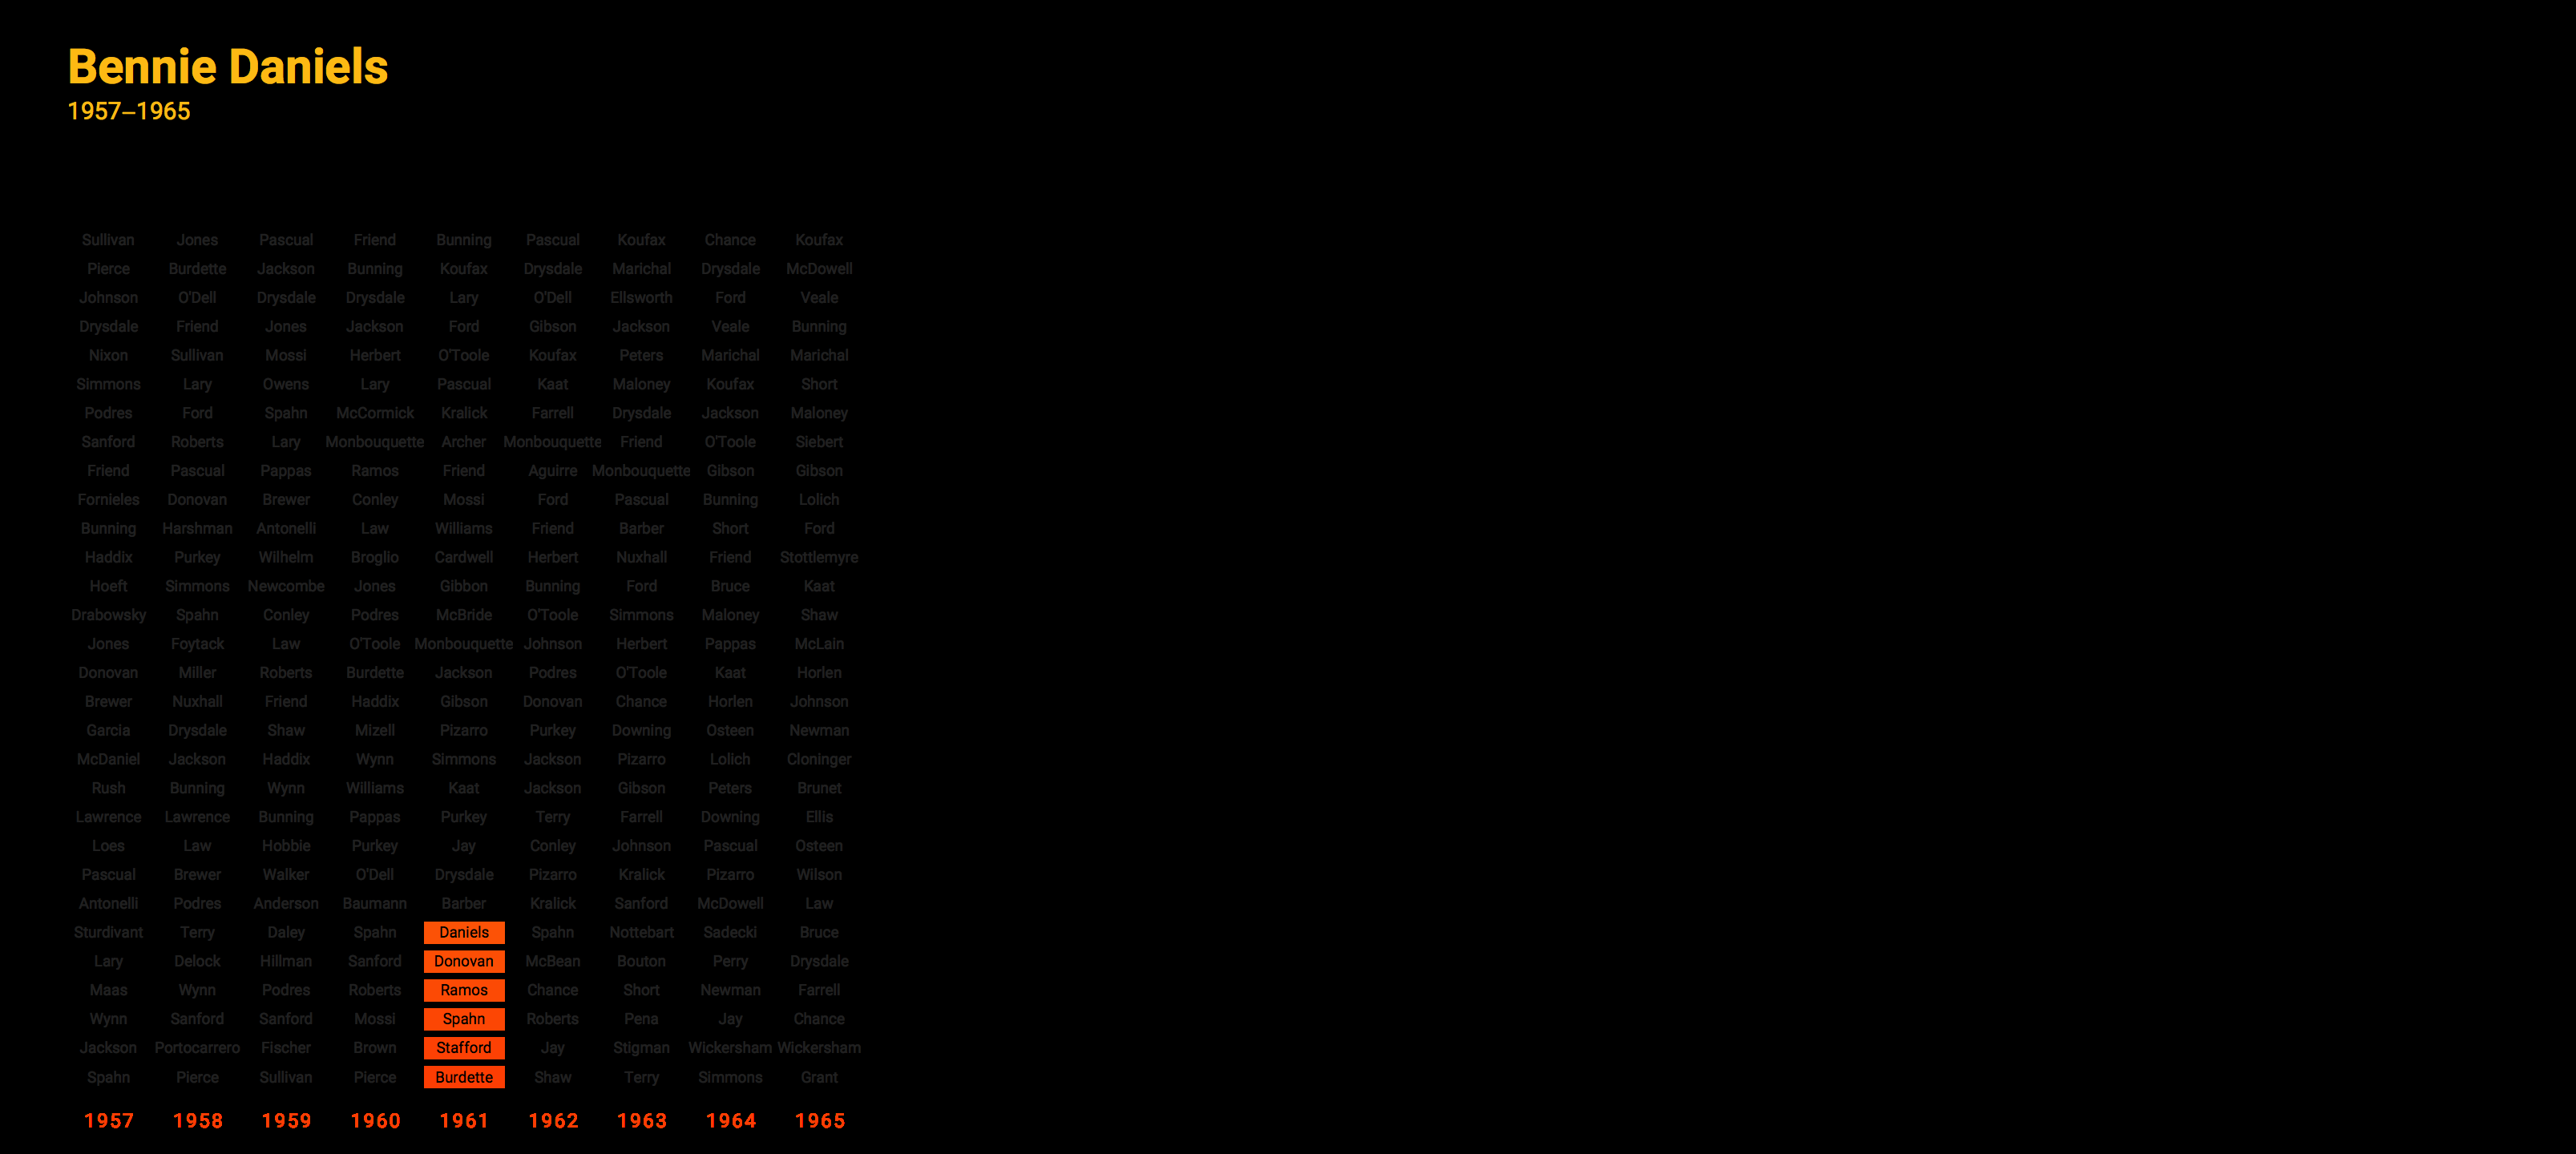 Bennie Daniels
1957–1965
Sullivan Jones Pascual Friend Bunning Pascual Koufax Chance Koufax
Pierce Burdette Jackson Bunning Koufax Drysdale Marichal Drysdale McDowell
Johnson O'Dell Drysdale Drysdale Lary O'Dell Ellsworth Ford Veale
Drysdale Friend Jones Jackson Ford Gibson Jackson Veale Bunning
Nixon Sullivan Mossi Herbert O'Toole Koufax Peters Marichal Marichal
Simmons Lary Owens Lary Pascual Kaat Maloney Koufax Short
Podres Ford Spahn McCormick Kralick Farrell Drysdale Jackson Maloney
Sanford Roberts Lary Monbouquette Archer Monbouquette Friend O'Toole Siebert
Friend Pascual Pappas Ramos Friend Aguirre Monbouquette Gibson Gibson
Fornieles Donovan Brewer Conley Mossi Ford Pascual Bunning Lolich
Bunning Harshman Antonelli Law Williams Friend Barber Short Ford
Haddix Purkey Wilhelm Broglio Cardwell Herbert Nuxhall Friend Stottlemyre
Hoeft Simmons Newcombe Jones Gibbon Bunning Ford Bruce Kaat
Drabowsky Spahn Conley Podres McBride O'Toole Simmons Maloney Shaw
Jones Foytack Law O'Toole Monbouquette Johnson Herbert Pappas McLain
Donovan Miller Roberts Burdette Jackson Podres O'Toole Kaat Horlen
Brewer Nuxhall Friend Haddix Gibson Donovan Chance Horlen Johnson
Garcia Drysdale Shaw Mizell Pizarro Purkey Downing Osteen Newman
McDaniel Jackson Haddix Wynn Simmons Jackson Pizarro Lolich Cloninger
Rush Bunning Wynn Williams Kaat Jackson Gibson Peters Brunet
Lawrence Lawrence Bunning Pappas Purkey Terry Farrell Downing Ellis
Loes Law Hobbie Purkey Jay Conley Johnson Pascual Osteen
Pascual Brewer Walker O'Dell Drysdale Pizarro Kralick Pizarro Wilson
Antonelli Podres Anderson Baumann Barber Kralick Sanford McDowell Law
Sturdivant Terry Daley Spahn Daniels Spahn Nottebart Sadecki Bruce
Lary Delock Hillman Sanford Donovan McBean Bouton Perry Drysdale
Maas Wynn Podres Roberts Ramos Chance Short Newman Farrell
Wynn Sanford Sanford Mossi Spahn Roberts Pena Jay Chance
Jackson Portocarrero Fischer Brown Stafford Jay Stigman Wickersham Wickersham
Spahn Pierce Sullivan Pierce Burdette Shaw Terry Simmons Grant
1957 1958 1959 1960 1961 1962 1963 1964 1965